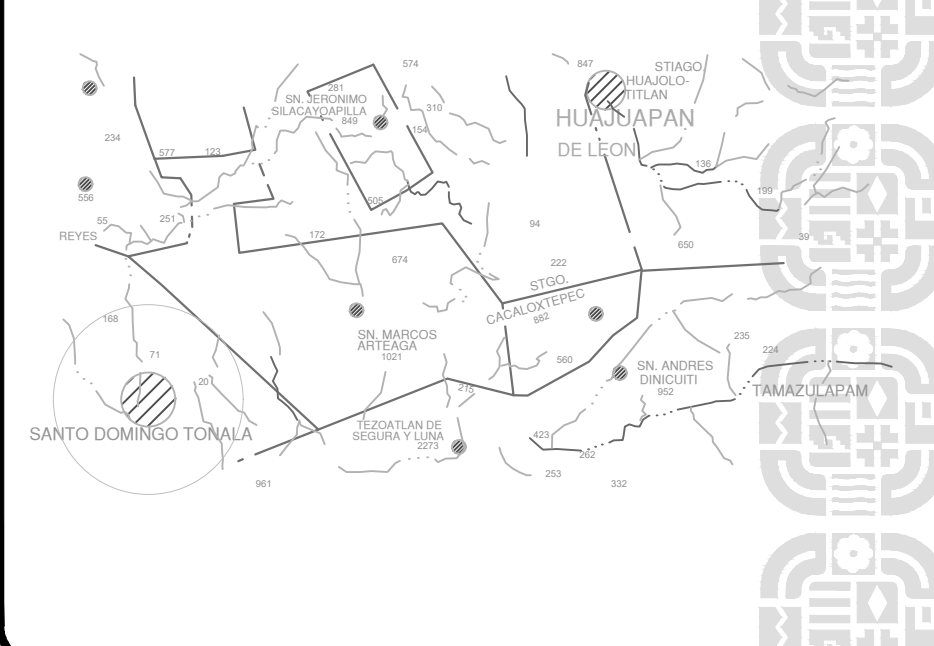 574
847
STIAGO
HUAJOLO-
TITLAN
281
SN. JERONIMO
SILACAYOAPILLA
849
310
154
HUAJUAPAN
DE LEON
234
577
123
136
556
505
199
55
251
94
REYES
172
39
650
674
222
STGO.
CACALOXTEPEC
882
168
SN. MARCOS
ARTEAGA
1021
235
224
71
560
20
SN. ANDRES
DINICUITI
952
215
TAMAZULAPAM
SANTO DOMINGO TONALA
TEZOATLAN DE
SEGURA Y LUNA
2273
423
262
253
961
332